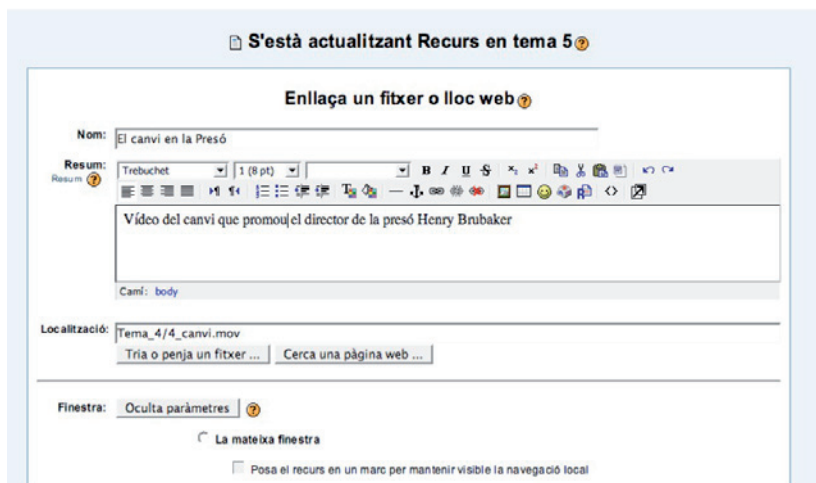 S'està actualitzant Recurs en tema 5
Enllaça un fitxer o lloc web
Nom: El canvi en la Presó
Resum:
Resum
Trebuchet 1 (8 pt) B I U S
Vídeo del canvi que promou el director de la presó Henry Brubaker
Camí: body
Localització: Tema_4/4_canvi.mov
Tria o penja un fitxer ... Cerca una pàgina web ...
Finestra: Oculta paràmetres
La mateixa finestra
Posa el recurs en un marc per mantenir visible la navegació local